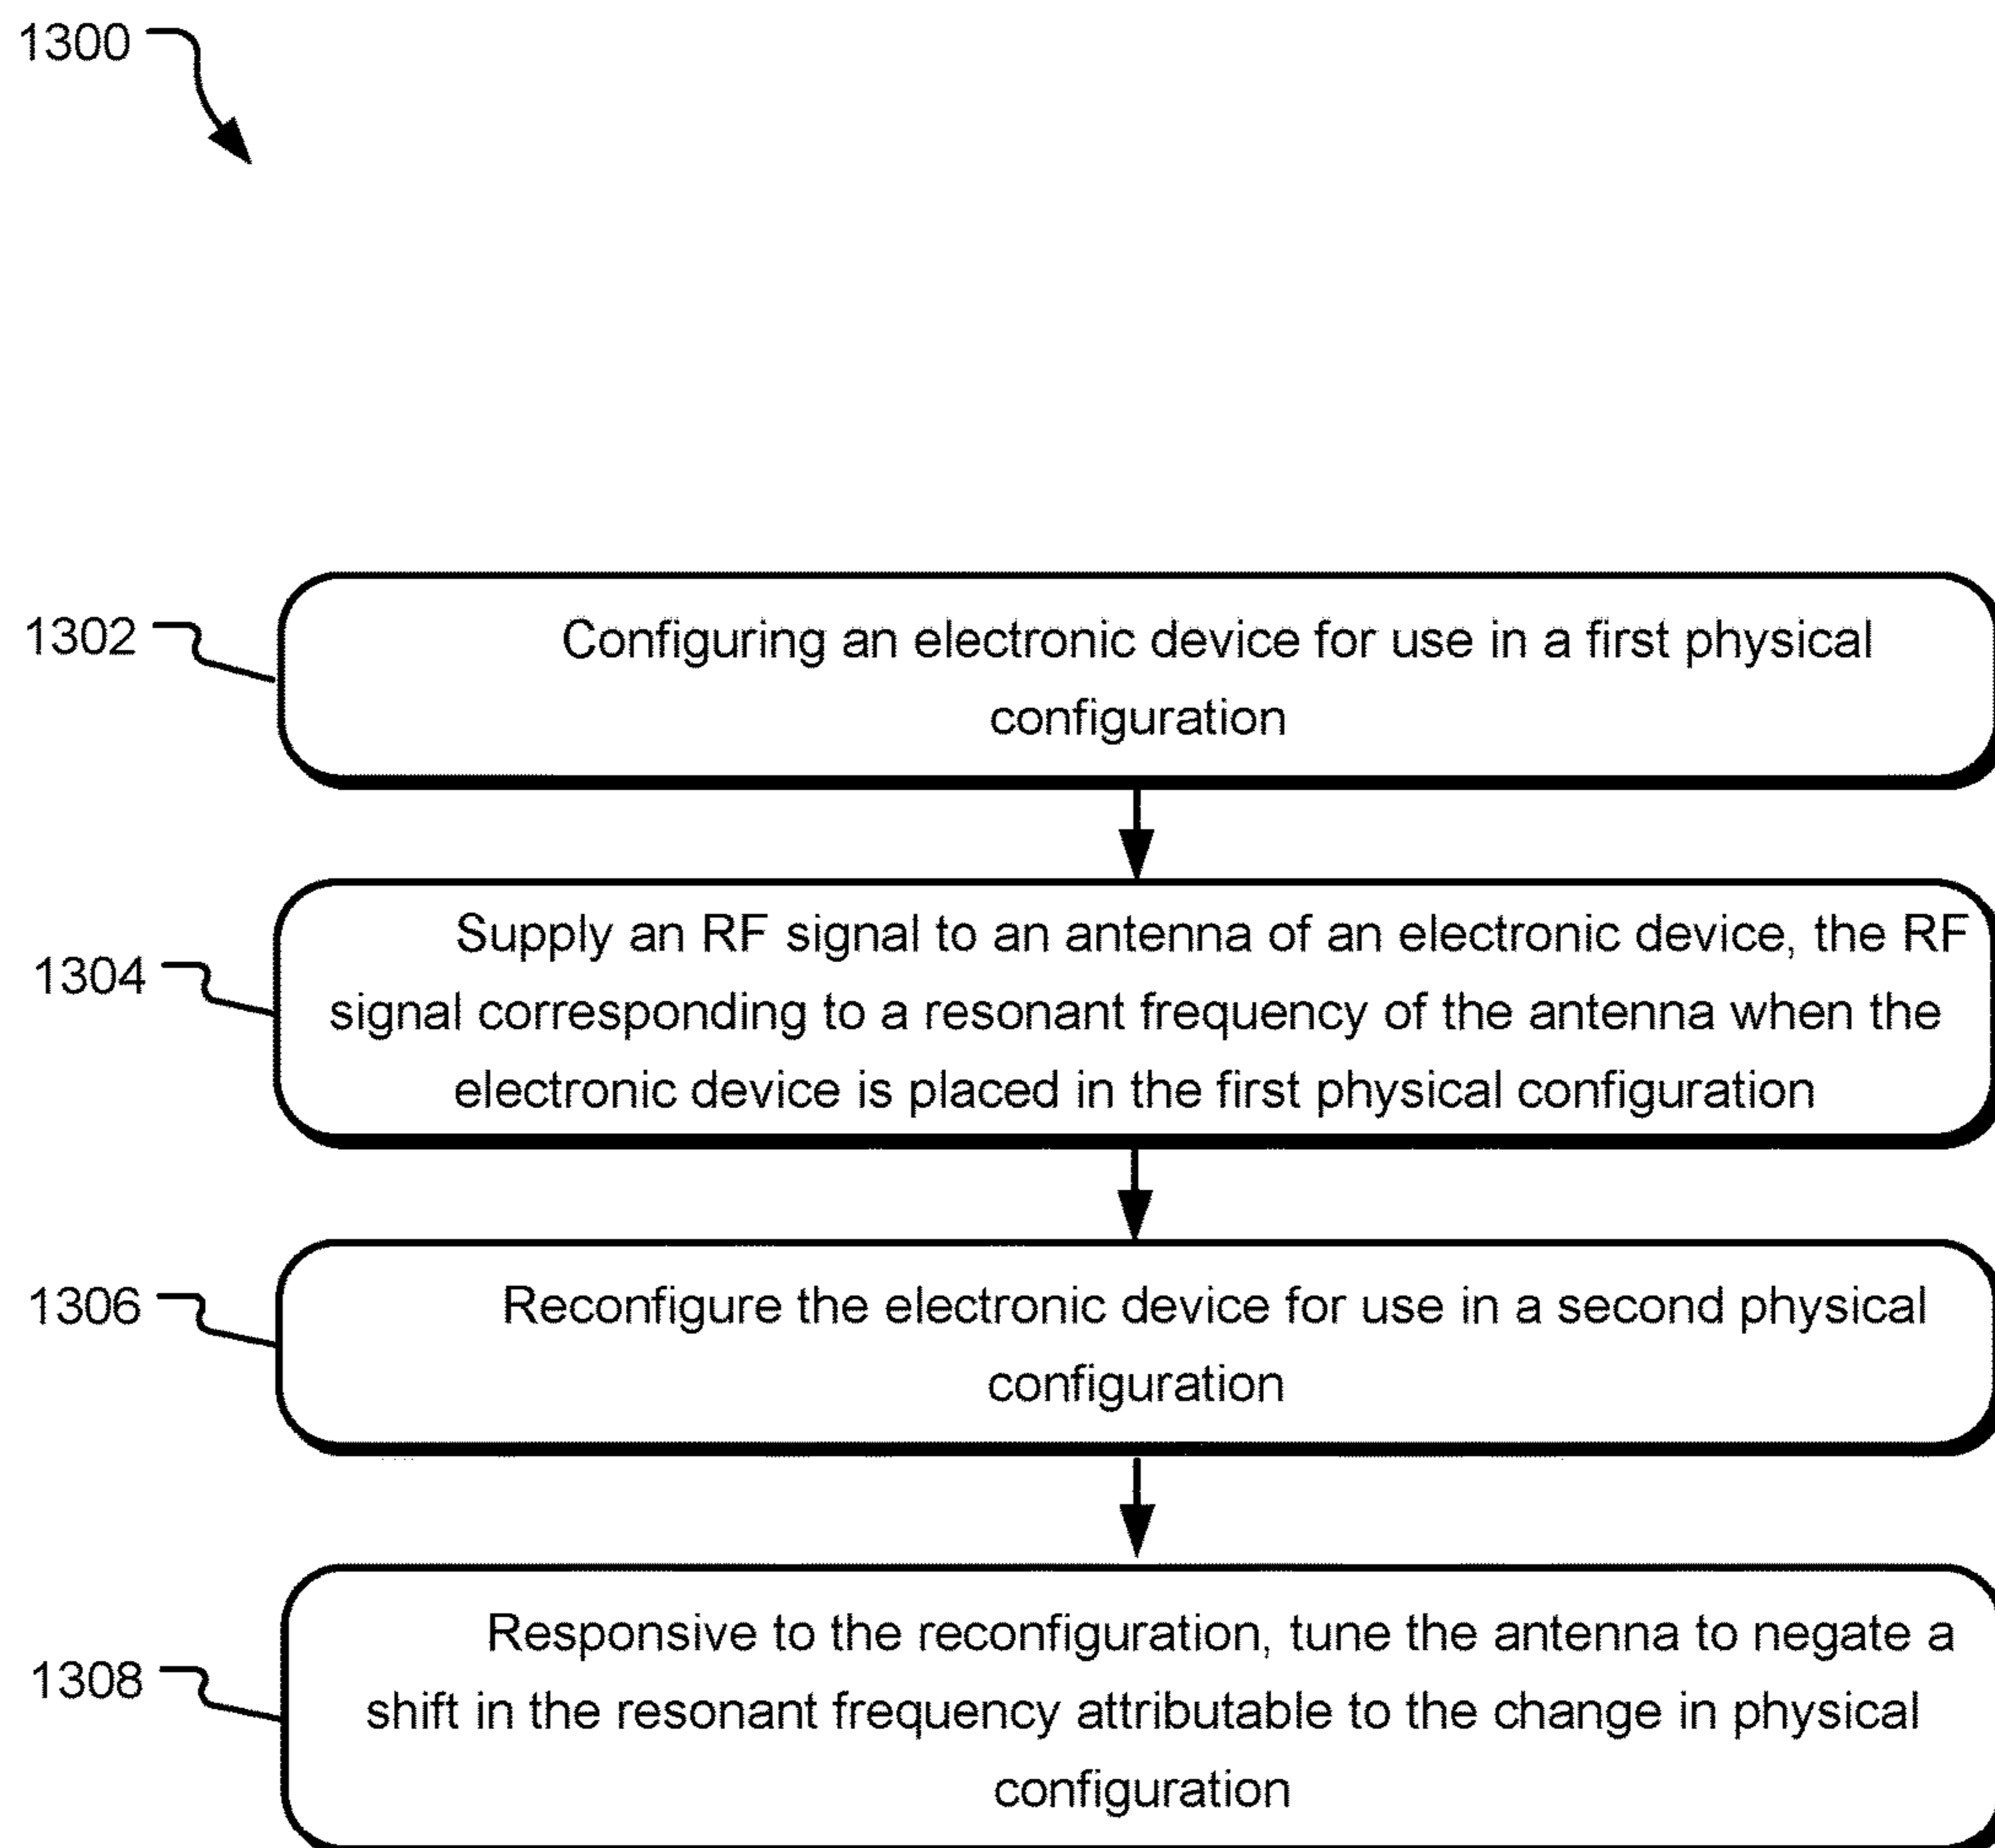 1300
1302
Configuring an electronic device for use in a first physical
configuration
1304
Supply an RF signal to an antenna of an electronic device, the RF
signal corresponding to a resonant frequency of the antenna when the
electronic device is placed in the first physical configuration
1306
Reconfigure the electronic device for use in a second physical
configuration
1308
Responsive to the reconfiguration, tune the antenna to negate a
shift in the resonant frequency attributable to the change in physical
configuration